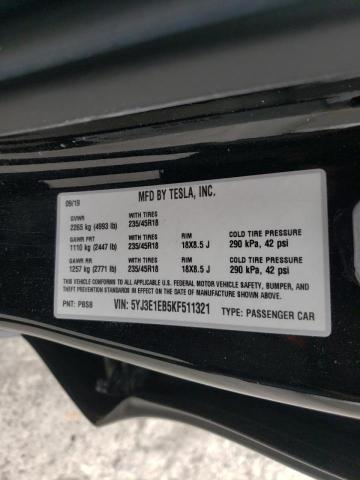 09/19 MFD BY TESLA, INC.
GVWR WITH TIRES
2265 kg (4993 lb) 235/45R18
GAWR FRT WITH TIRES RIM COLD TIRE PRESSURE
1110 kg (2447 lb) 235/45R18 18X8.5 J 290 kPa, 42 psi
GAWR RR WITH TIRES RIM COLD TIRE PRESSURE
1257 kg (2771 lb) 235/45R18 18X8.5 J 290 kPa, 42 psi
THIS VEHICLE CONFORMS TO ALL APPLICABLE U.S. FEDERAL MOTOR VEHICLE SAFETY, BUMPER, AND
THEFT PREVENTION STANDARDS IN EFFECT ON THE DATE OF MANUFACTURE SHOWN ABOVE.
PNT: PBSB VIN: 5YJ3E1EB5KF511321 TYPE: PASSENGER CAR